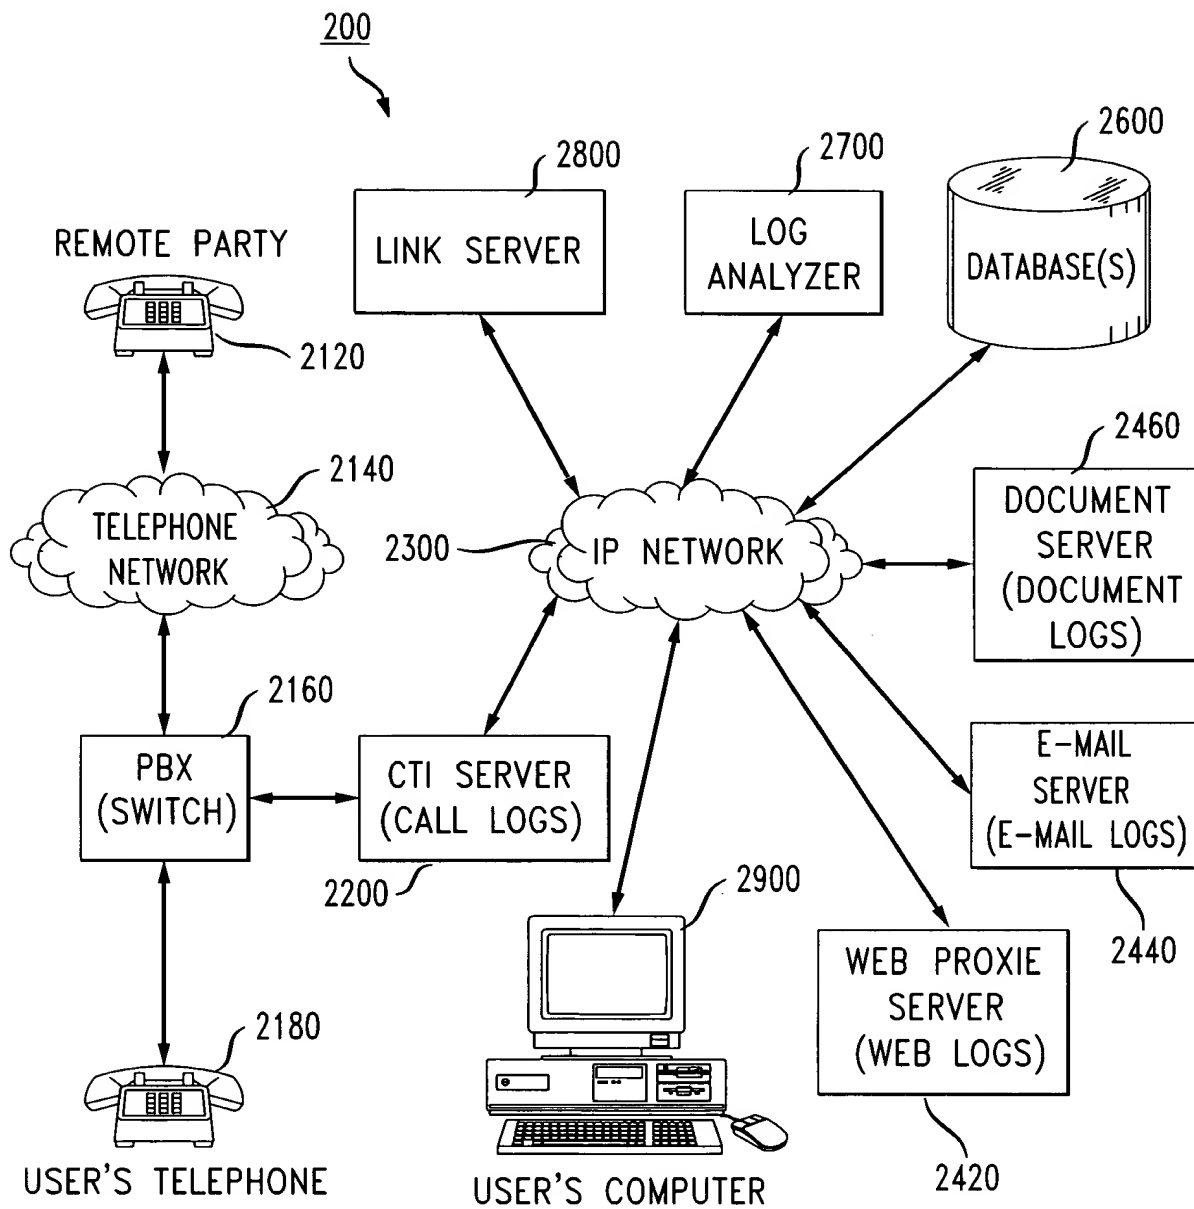 200
2800
LINK SERVER
2700
LOG
ANALYZER
2600
DATABASE(S)
REMOTE PARTY
2120
2140
TELEPHONE
NETWORK
2300
IP NETWORK
2460
DOCUMENT
SERVER
(DOCUMENT
LOGS)
2160
PBX
(SWITCH)
CTI SERVER
(CALL LOGS)
2200
E-MAIL
SERVER
(E-MAIL LOGS)
2440
2900
WEB PROXIE
SERVER
(WEB LOGS)
2420
2180
USER'S TELEPHONE
USER'S COMPUTER